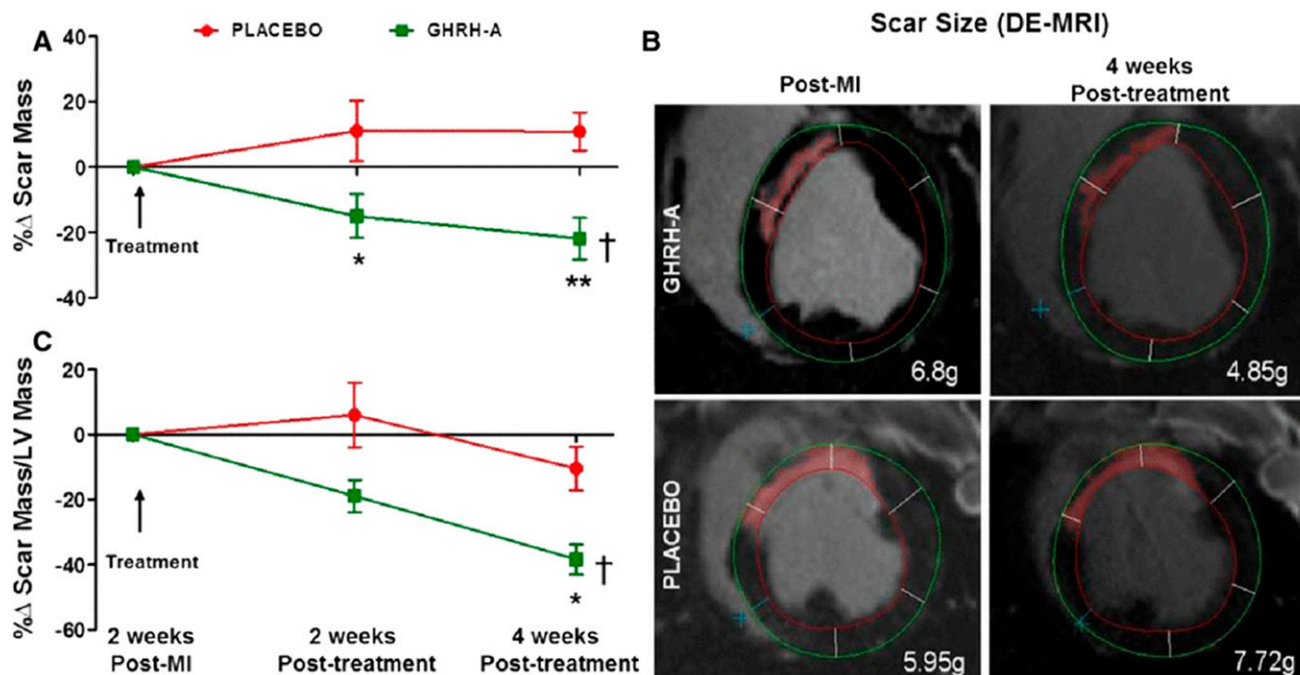 A
PLACEBO
GHRH-A
40
20
0
-20
-40
%Δ Scar Mass
Treatment
*
**
†
C
20
0
-20
-40
-60
%Δ Scar Mass/LV Mass
Treatment
*
†
2 weeks
Post-MI
2 weeks
Post-treatment
4 weeks
Post-treatment
B
Scar Size (DE-MRI)
Post-MI
4 weeks
Post-treatment
GHRH-A
6.8g
4.85g
PLACEBO
5.95g
7.72g